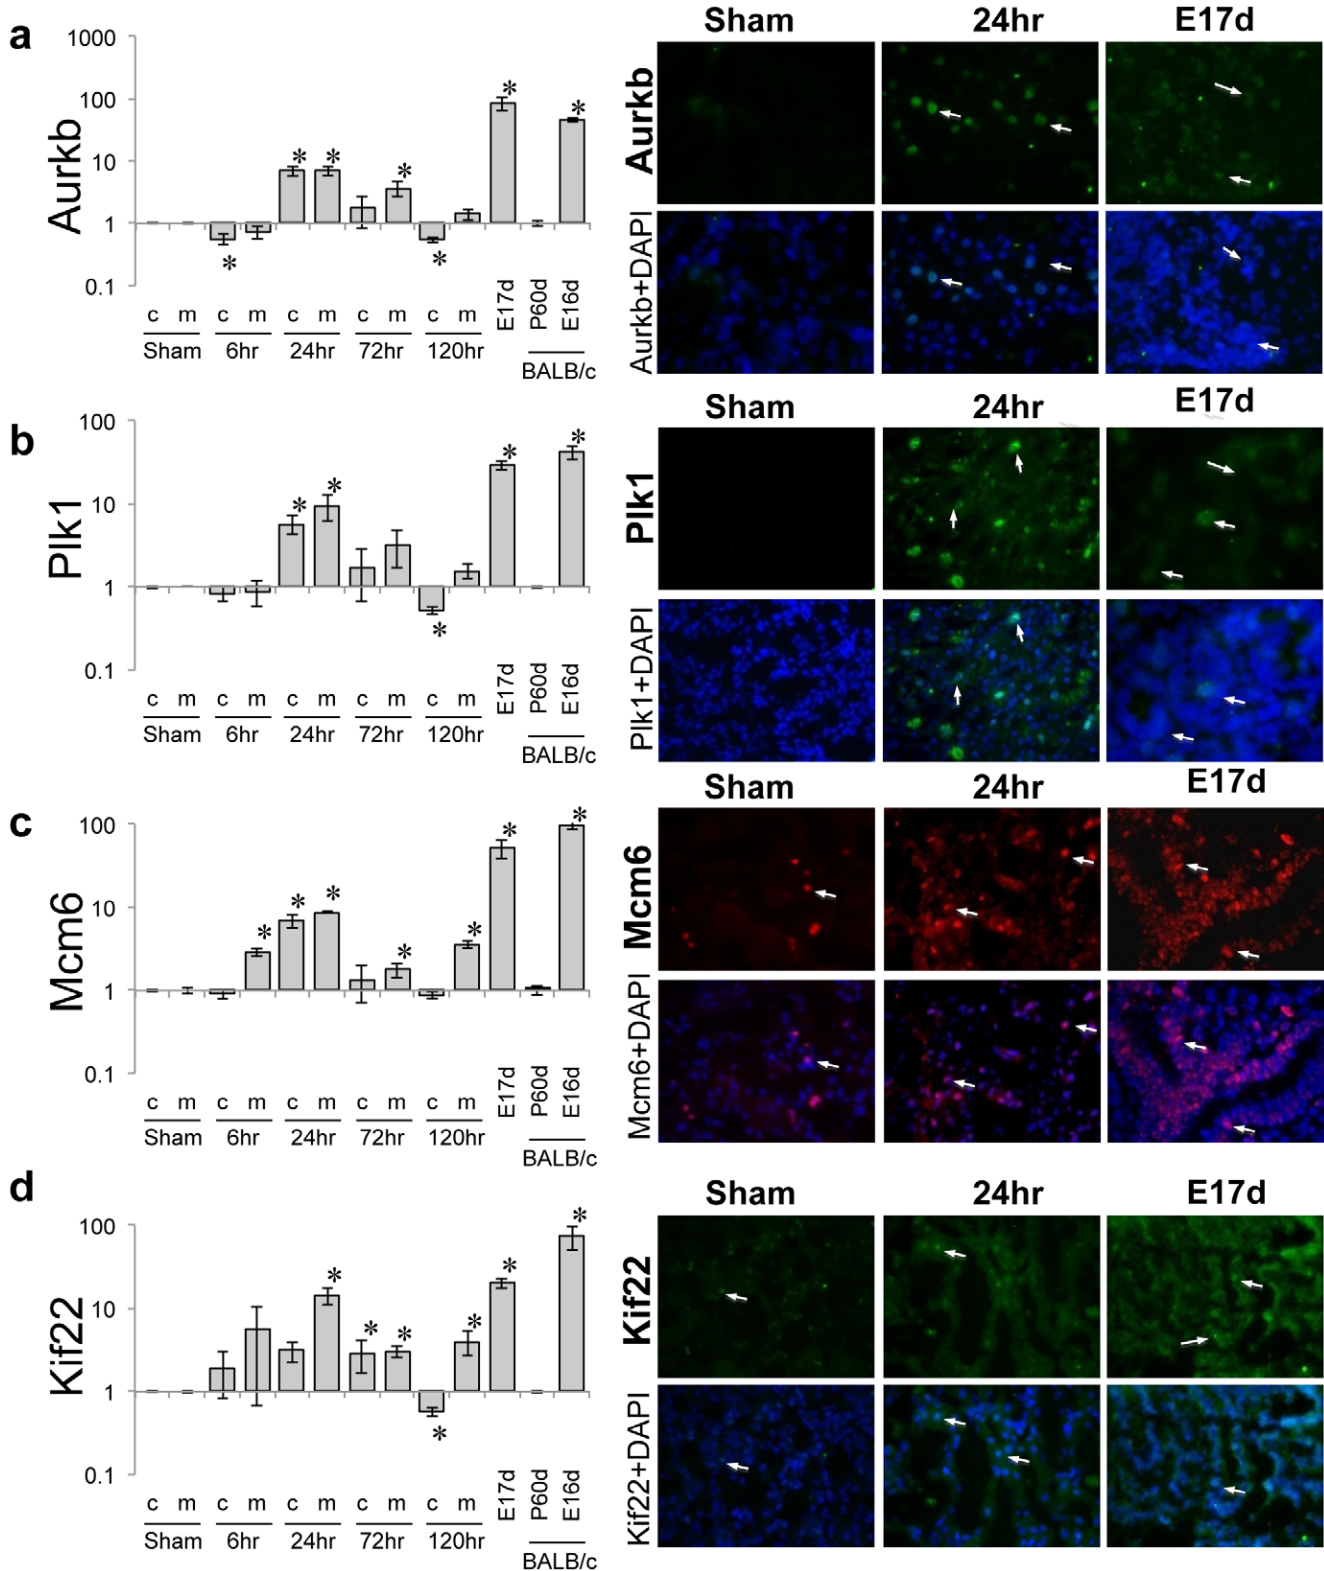 a
Aurkb
1000
100
10
1
0.1
* * * * * * *
c m c m c m c m c m E17d P60d E16d
Sham 6hr 24hr 72hr 120hr BALB/c
Sham 24hr E17d
Aurkb
Aurkb+DAPI
b
Plk1
100
10
1
0.1
* * * * *
c m c m c m c m c m E17d P60d E16d
Sham 6hr 24hr 72hr 120hr BALB/c
Sham 24hr E17d
Plk1
Plk1+DAPI
c
Mcm6
100
10
1
0.1
* * * * * * *
c m c m c m c m c m E17d P60d E16d
Sham 6hr 24hr 72hr 120hr BALB/c
Sham 24hr E17d
Mcm6
Mcm6+DAPI
d
Kif22
100
10
1
0.1
* * * * * * *
c m c m c m c m c m E17d P60d E16d
Sham 6hr 24hr 72hr 120hr BALB/c
Sham 24hr E17d
Kif22
Kif22+DAPI